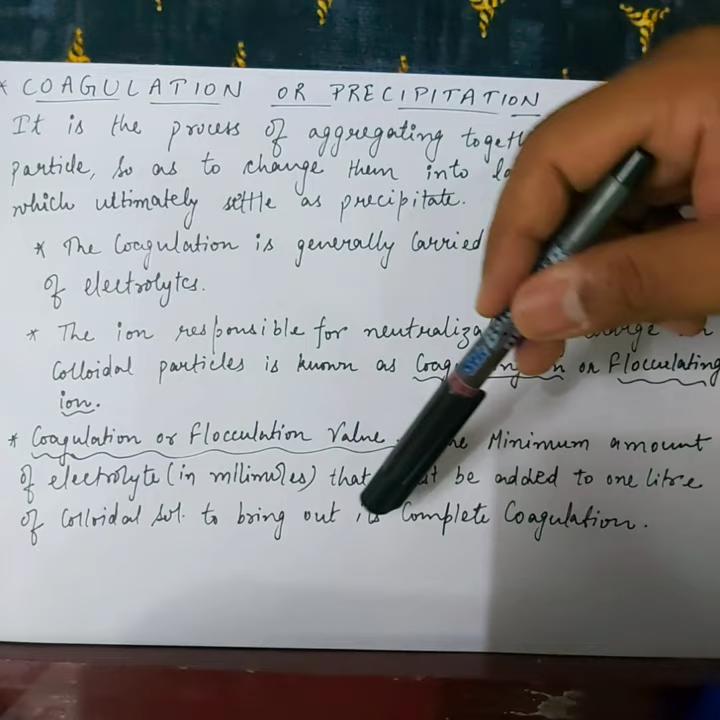 * COAGULATION OR PRECIPITATION
It is the process of aggregating
particle, so as to change them into
which ultimately settle as precipitate.
* The Coagulation is generally Carried
of electrolytes.
* The ion responsible for
Colloidal particles is known as or flocculating
ion.
* Coagulation or Flocculation Value. Minimum amount
of electrolyte (in milimoles) be added to one litre
of colloidal sol. to bring out Complete Coagulation.